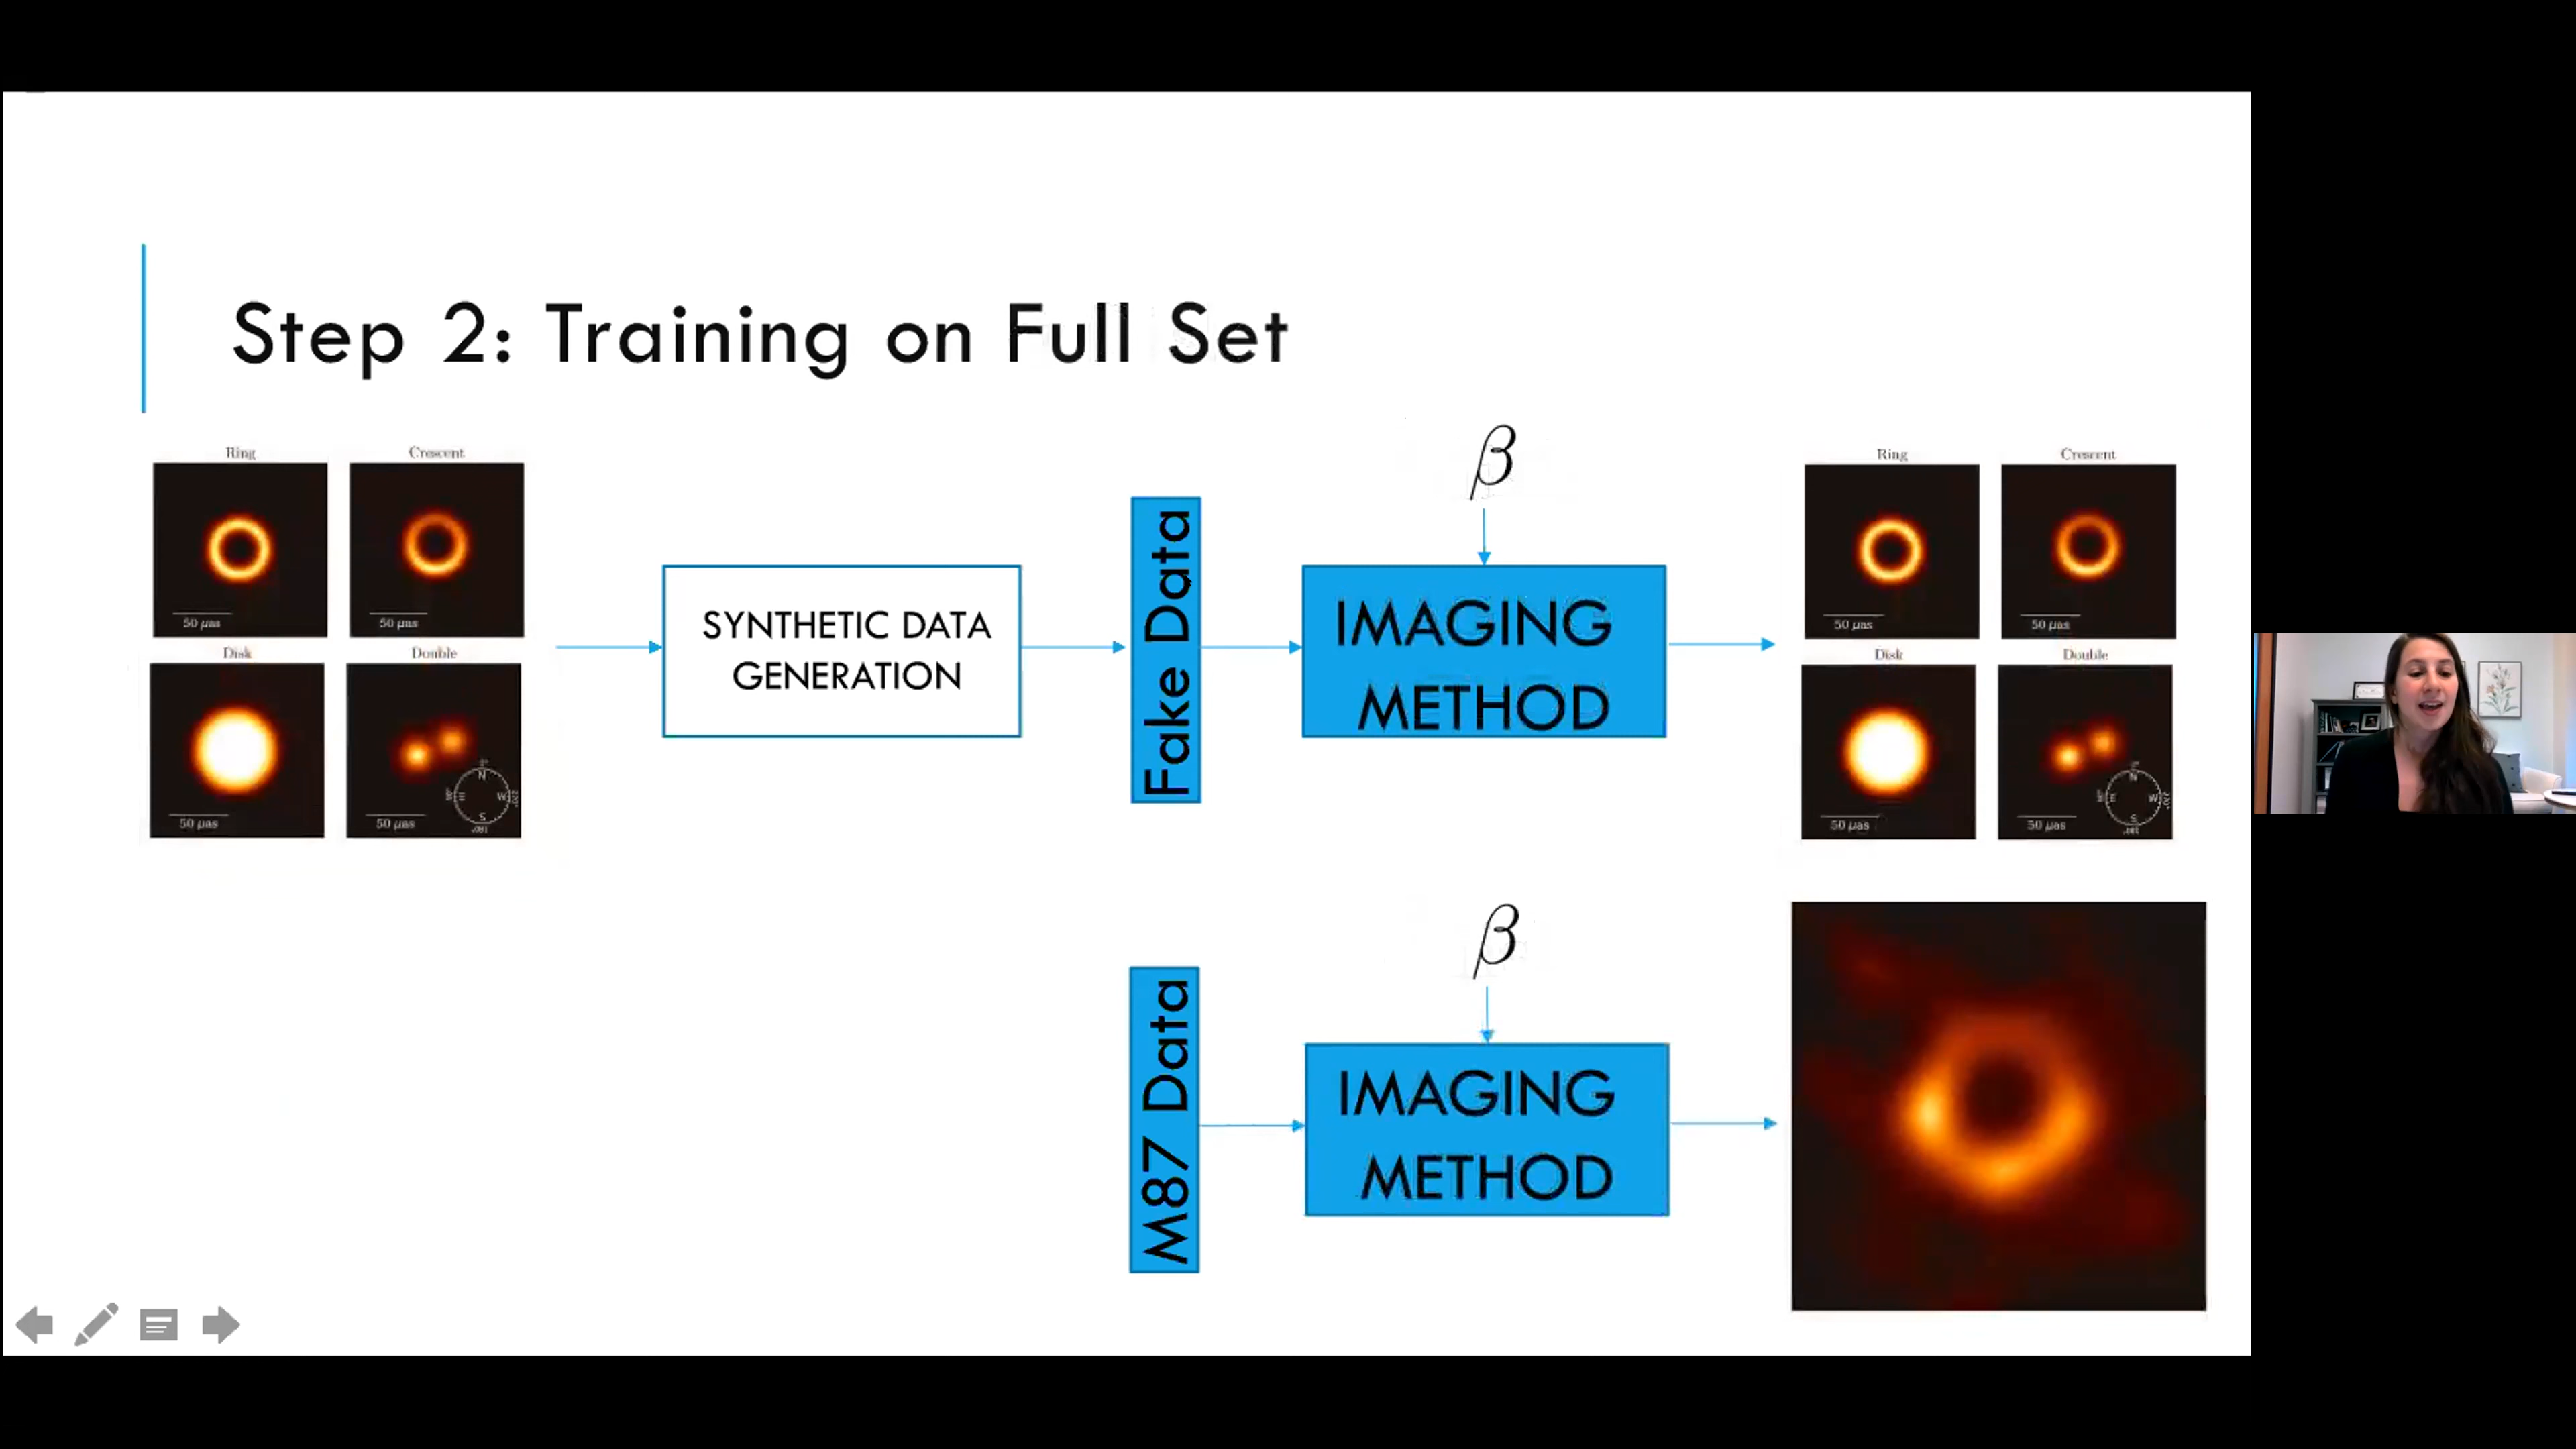 Step 2: Training on Full Set
Ring
Crescent
50 μas
50 μas
Disk
Double
50 μas
50 μas
N
E
W
S
SYNTHETIC DATA
GENERATION
Fake Data
β
IMAGING
METHOD
Ring
Crescent
50 μas
50 μas
Disk
Double
50 μas
50 μas
N
E
W
S
M87 Data
β
IMAGING
METHOD